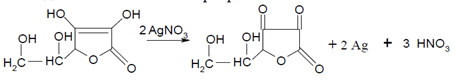 HO OH O O
OH OH 2 AgNO₃ OH OH + 2 Ag + 3 HNO₃
O O
H₂C HC O H₂C HC O